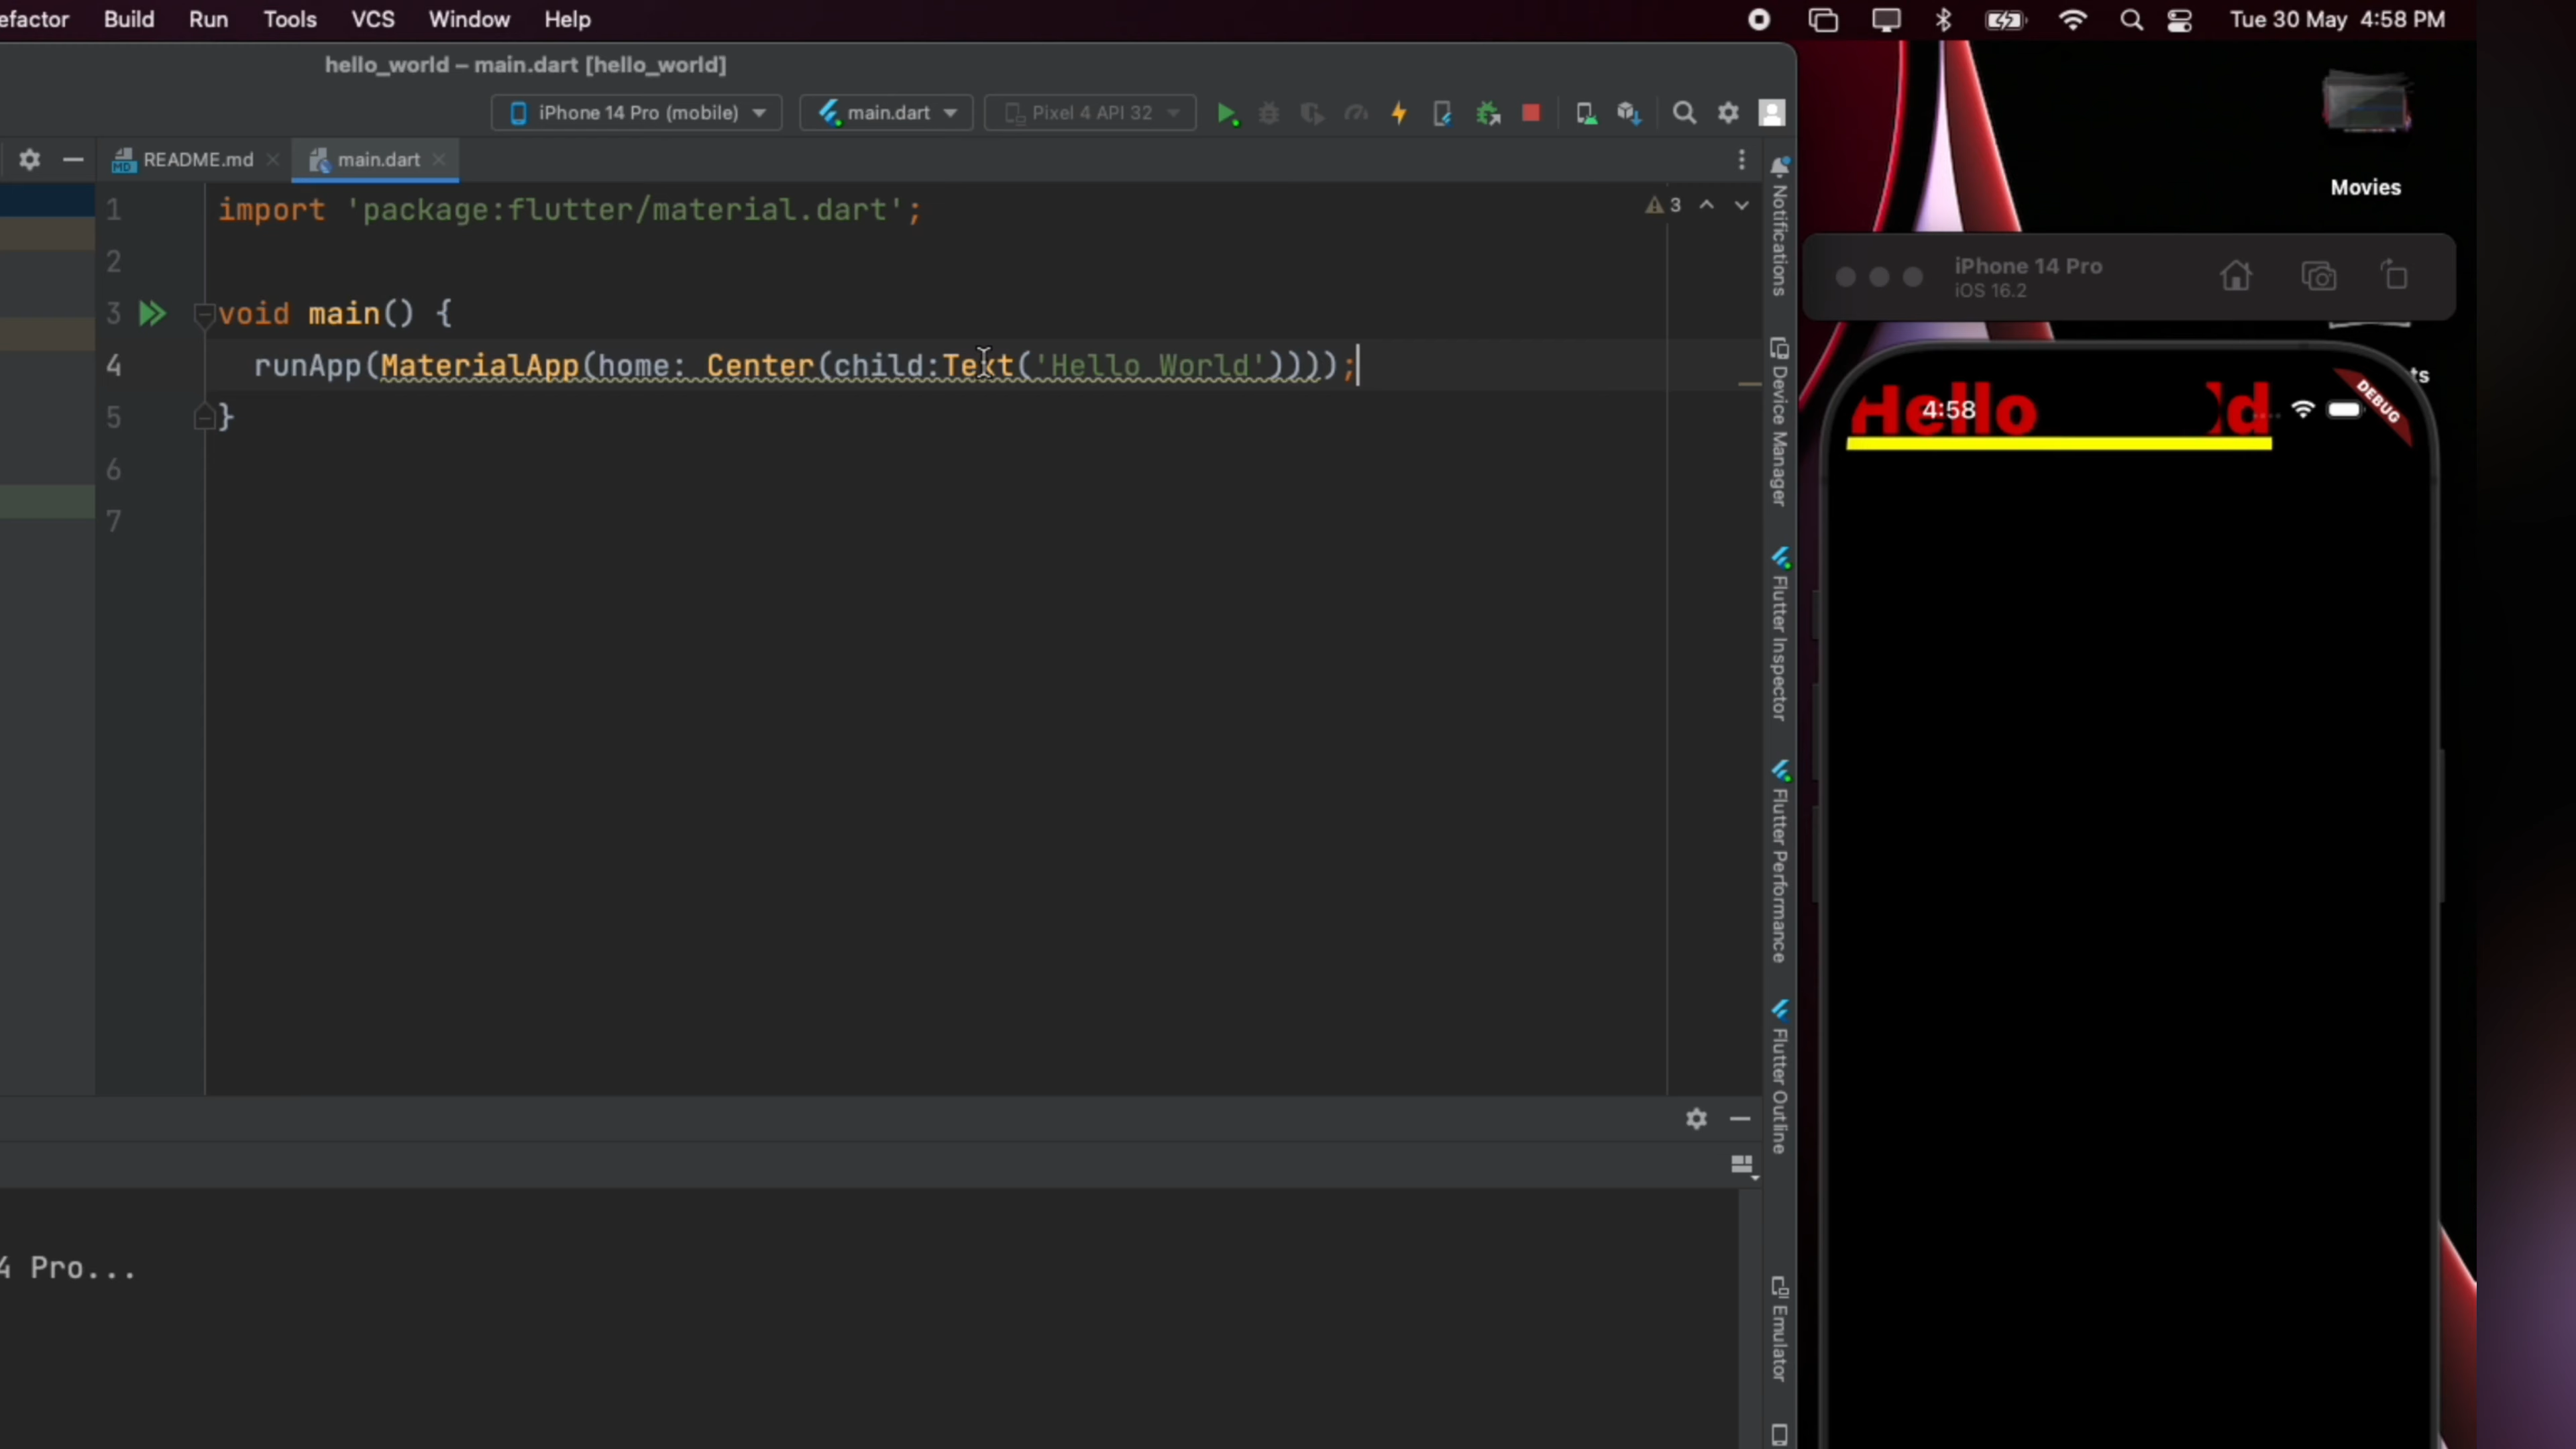 efactor Build Run Tools VCS Window Help Tue 30 May 4:58 PM
hello_world – main.dart [hello_world]
iPhone 14 Pro (mobile) main.dart Pixel 4 API 32
README.md main.dart
1 import 'package:flutter/material.dart'; 3
2
3 void main() {
4 runApp(MaterialApp(home: Center(child:Text('Hello World'))));
5 }
6
7
Notifications
Device Manager
Flutter Inspector
Flutter Performance
Flutter Outline
Emulator
4 Pro...
Movies
iPhone 14 Pro
iOS 16.2
ts
4:58
Hello ld
DEBUG